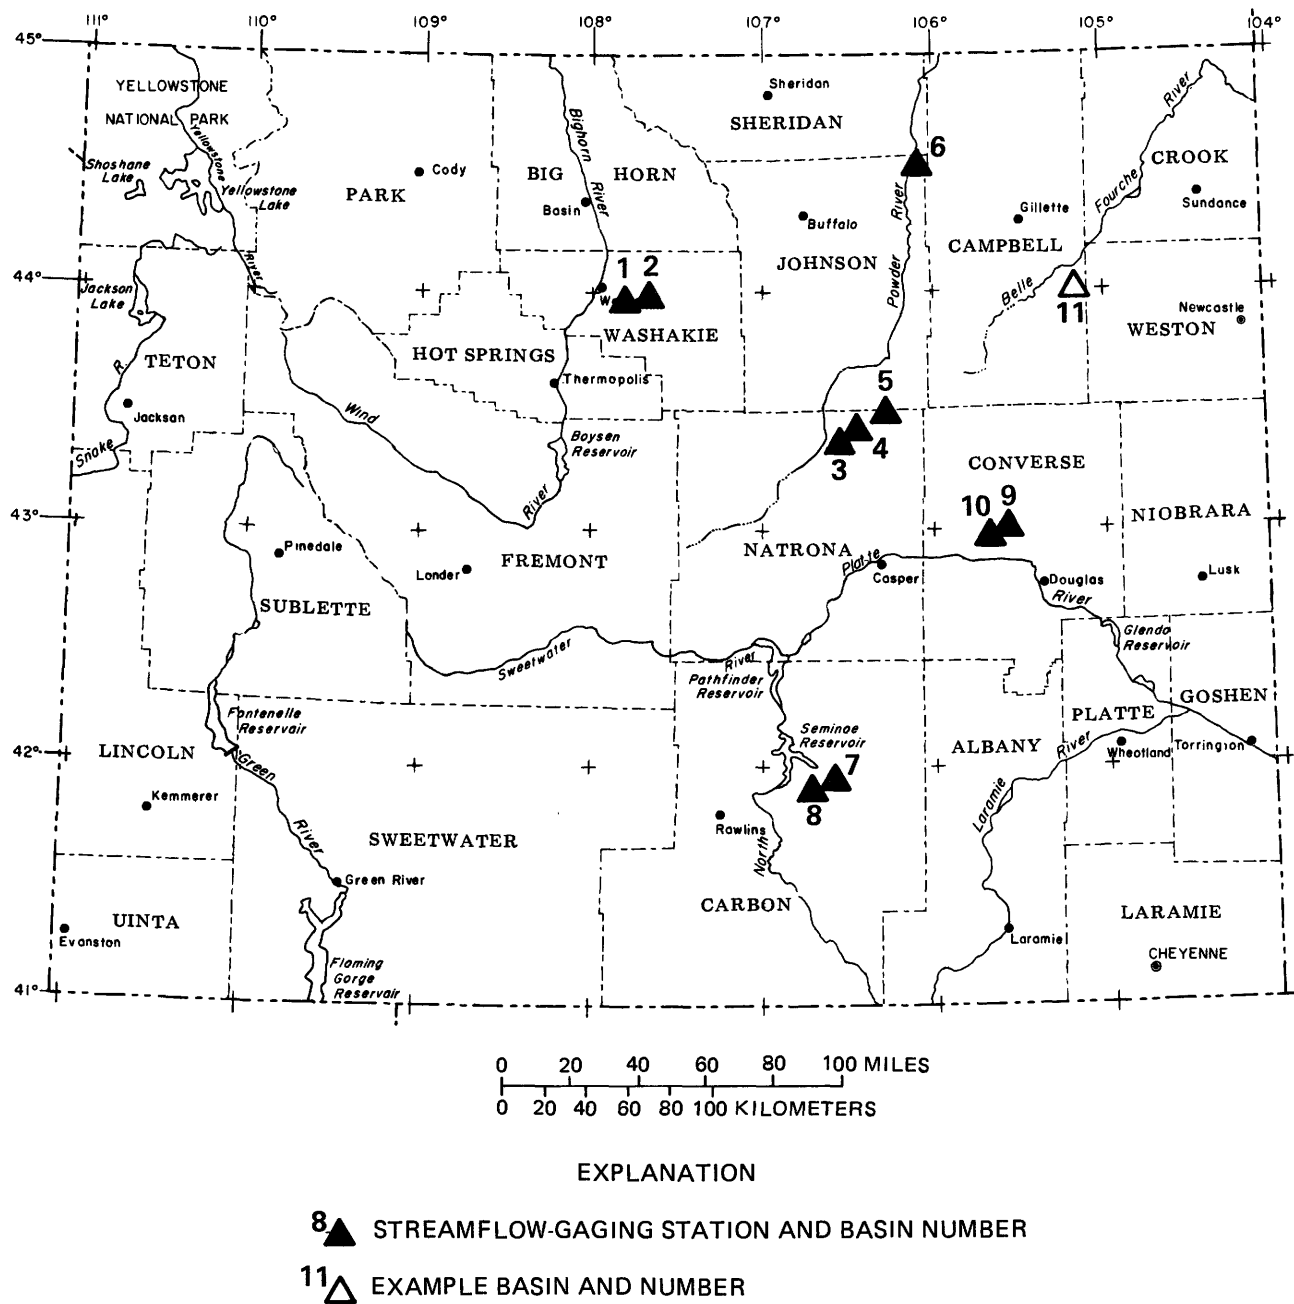 111° 110° 109° 108° 107° 106° 105° 104°
45°
YELLOWSTONE
NATIONAL PARK
Yellowstone
Shoshane
Lake
Yellowstone
Lake
River
PARK
Cody
BIG HORN
Bighorn
River
Basin
Sheridan
SHERIDAN
6
Buffalo
JOHNSON
Powder River
Gillette
CAMPBELL
Belle Fourche River
CROOK
Sundance
11
Newcastle
WESTON
44°
Jackson
Lake
TETON
R.
Jackson
Snake
HOT SPRINGS
1 2
W
WASHAKIE
Thermopolis
Wind
River
Boysen
Reservoir
5
4
3
CONVERSE
10 9
NIOBRARA
43°
Pinedale
SUBLETTE
Londer
FREMONT
NATRONA
Platte
Casper
Douglas
River
Lusk
Sweetwater
River
Pathfinder
Reservoir
Glendo
Reservoir
GOSHEN
PLATTE
Fontenelle
Reservoir
Seminoe
Reservoir
ALBANY
River
Wheatland
Torrington
42°
LINCOLN
Green
Kemmerer
7
8
Laramie
River
SWEETWATER
Rawlins
North
Green River
CARBON
UINTA
Evanston
LARAMIE
Laramie
CHEYENNE
Flaming
Gorge
Reservoir
41°
0 20 40 60 80 100 MILES
0 20 40 60 80 100 KILOMETERS
EXPLANATION
8 STREAMFLOW-GAGING STATION AND BASIN NUMBER
11 EXAMPLE BASIN AND NUMBER